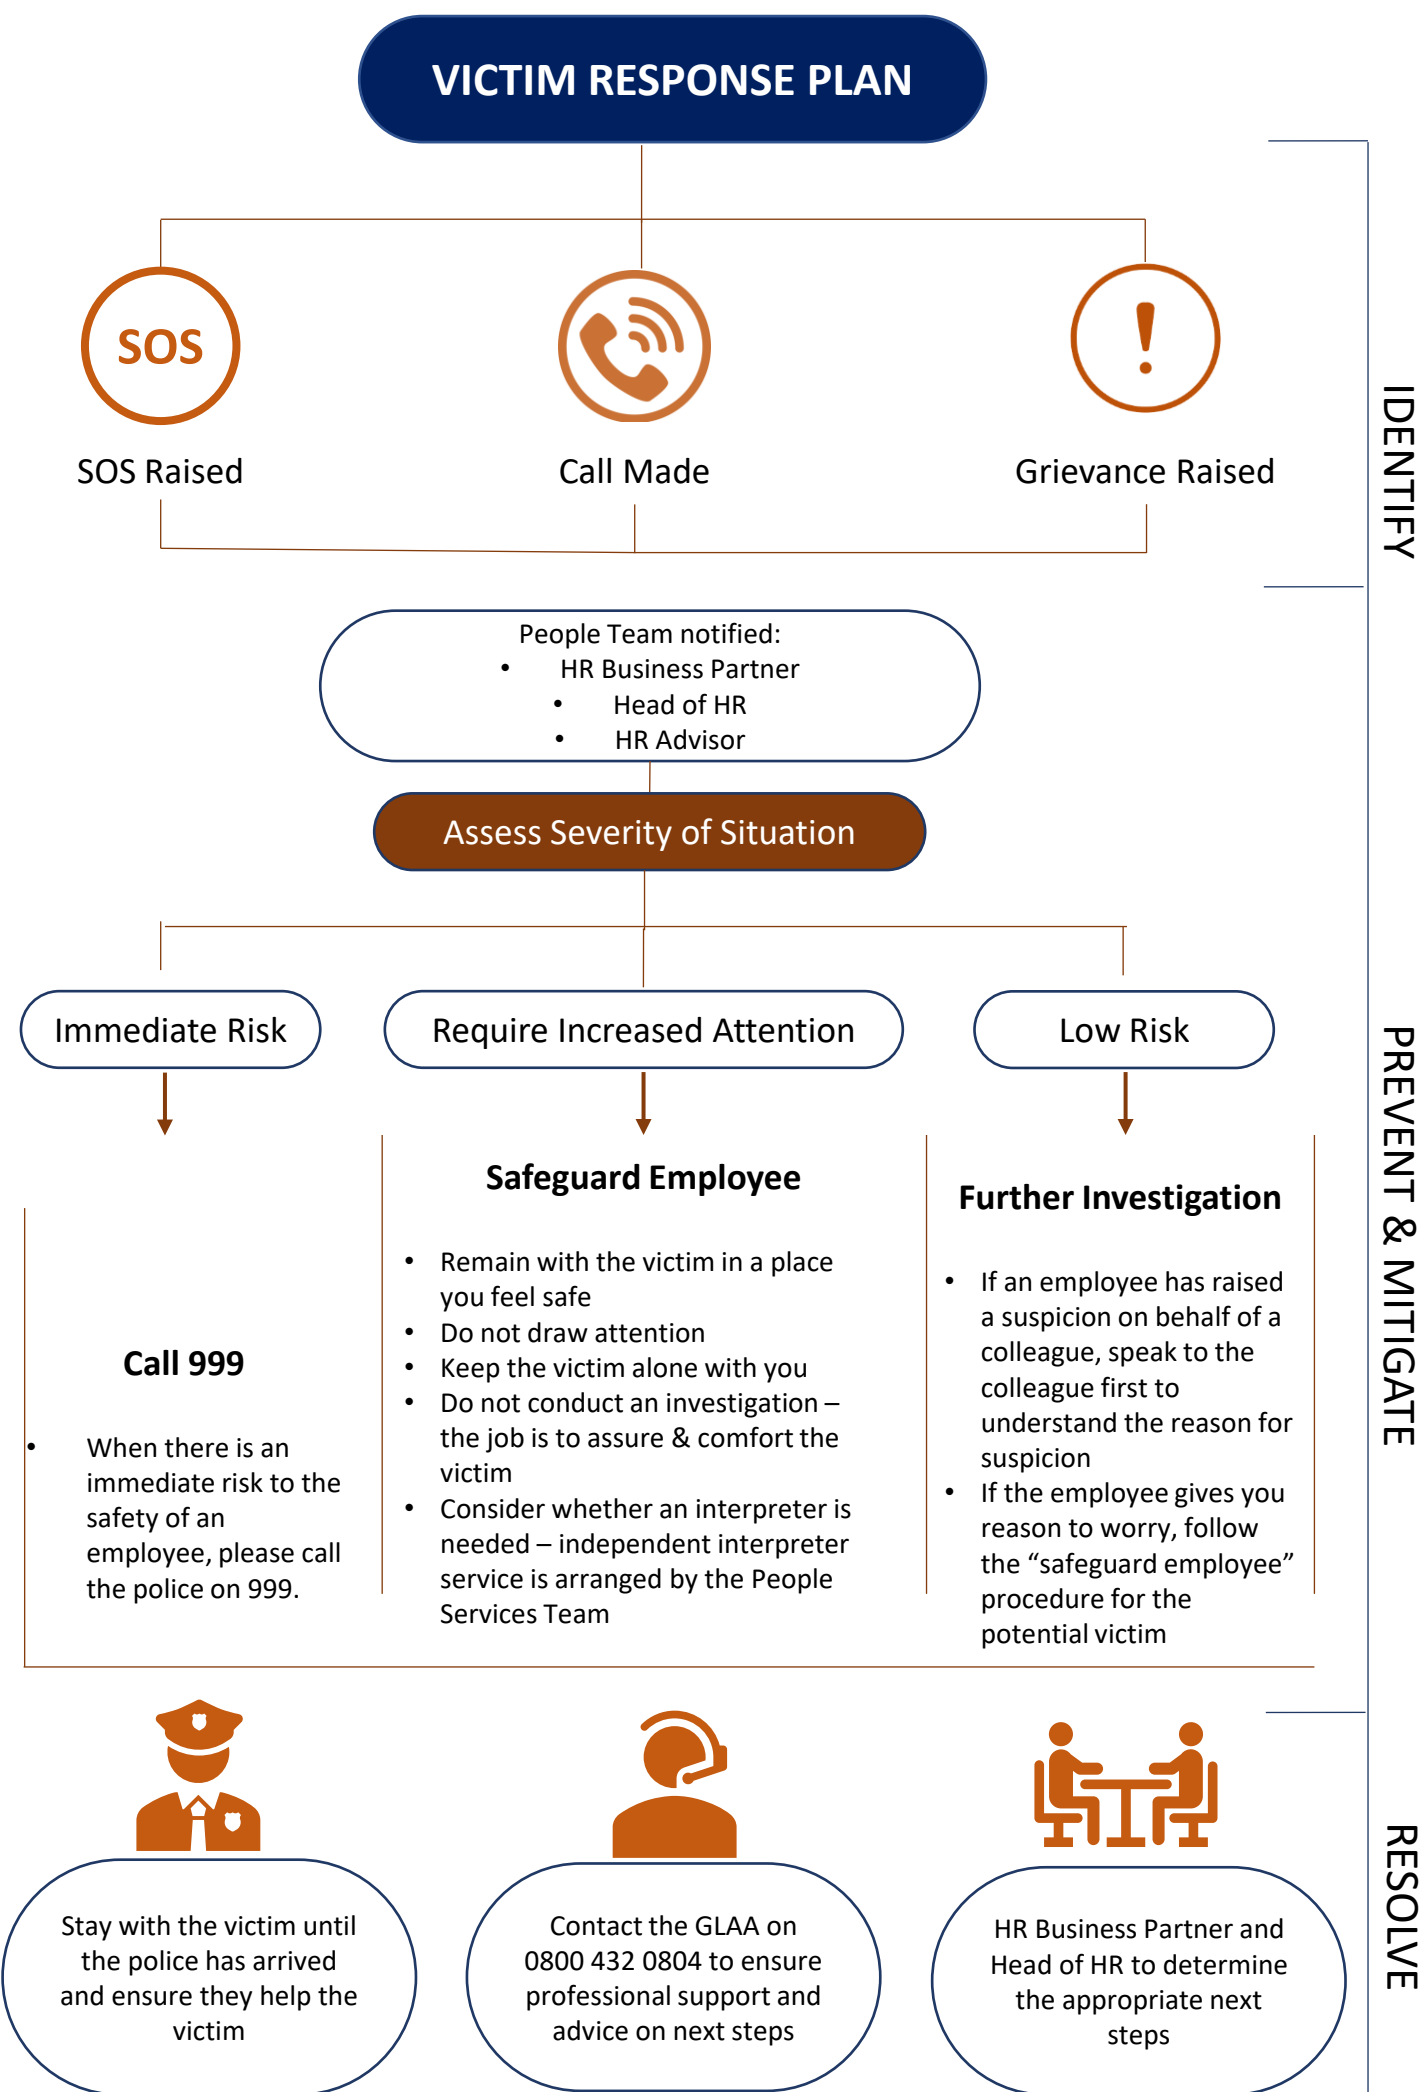 VICTIM RESPONSE PLAN
SOS
SOS Raised
Call Made
Grievance Raised
IDENTIFY
People Team notified:
• HR Business Partner
• Head of HR
• HR Advisor
Assess Severity of Situation
Immediate Risk
Require Increased Attention
Low Risk
PREVENT & MITIGATE
Call 999
• When there is an
immediate risk to the
safety of an
employee, please call
the police on 999.
Safeguard Employee
• Remain with the victim in a place
you feel safe
• Do not draw attention
• Keep the victim alone with you
• Do not conduct an investigation –
the job is to assure & comfort the
victim
• Consider whether an interpreter is
needed – independent interpreter
service is arranged by the People
Services Team
Further Investigation
• If an employee has raised
a suspicion on behalf of a
colleague, speak to the
colleague first to
understand the reason for
suspicion
• If the employee gives you
reason to worry, follow
the “safeguard employee”
procedure for the
potential victim
RESOLVE
Stay with the victim until
the police has arrived
and ensure they help the
victim
Contact the GLAA on
0800 432 0804 to ensure
professional support and
advice on next steps
HR Business Partner and
Head of HR to determine
the appropriate next
steps